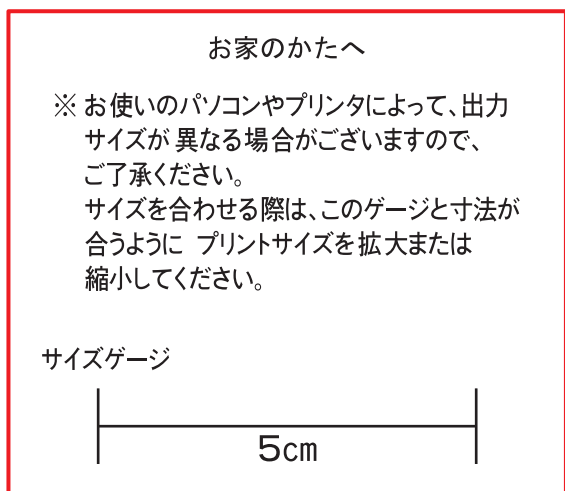 お家のかたへ
※ お使いのパソコンやプリンタによって、出力
サイズが異なる場合がございますので、
ご了承ください。
サイズを合わせる際は、このゲージと寸法が
合うように プリントサイズを拡大または
縮小してください。
サイズゲージ
5cm